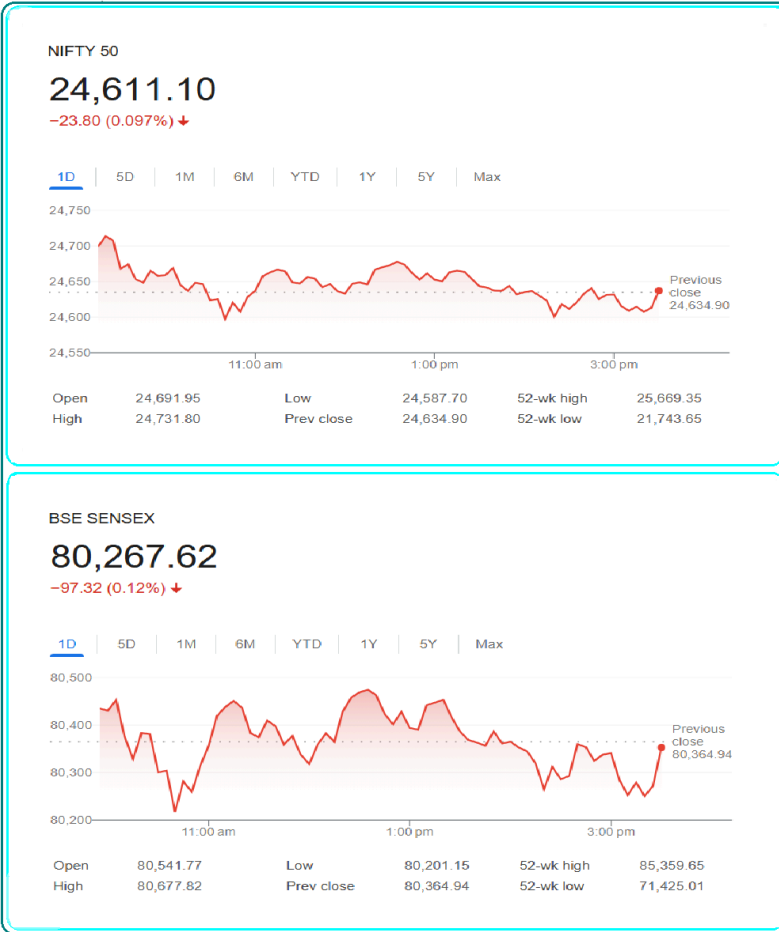 NIFTY 50
24,611.10
−23.80 (0.097%) ↓
1D 5D 1M 6M YTD 1Y 5Y Max
24,750
24,700
24,650
24,600
24,550
Previous
close
24,634.90
11:00 am 1:00 pm 3:00 pm
Open 24,691.95 Low 24,587.70 52-wk high 25,669.35
High 24,731.80 Prev close 24,634.90 52-wk low 21,743.65
BSE SENSEX
80,267.62
−97.32 (0.12%) ↓
1D 5D 1M 6M YTD 1Y 5Y Max
80,500
80,400
80,300
80,200
Previous
close
80,364.94
11:00 am 1:00 pm 3:00 pm
Open 80,541.77 Low 80,201.15 52-wk high 85,359.65
High 80,677.82 Prev close 80,364.94 52-wk low 71,425.01